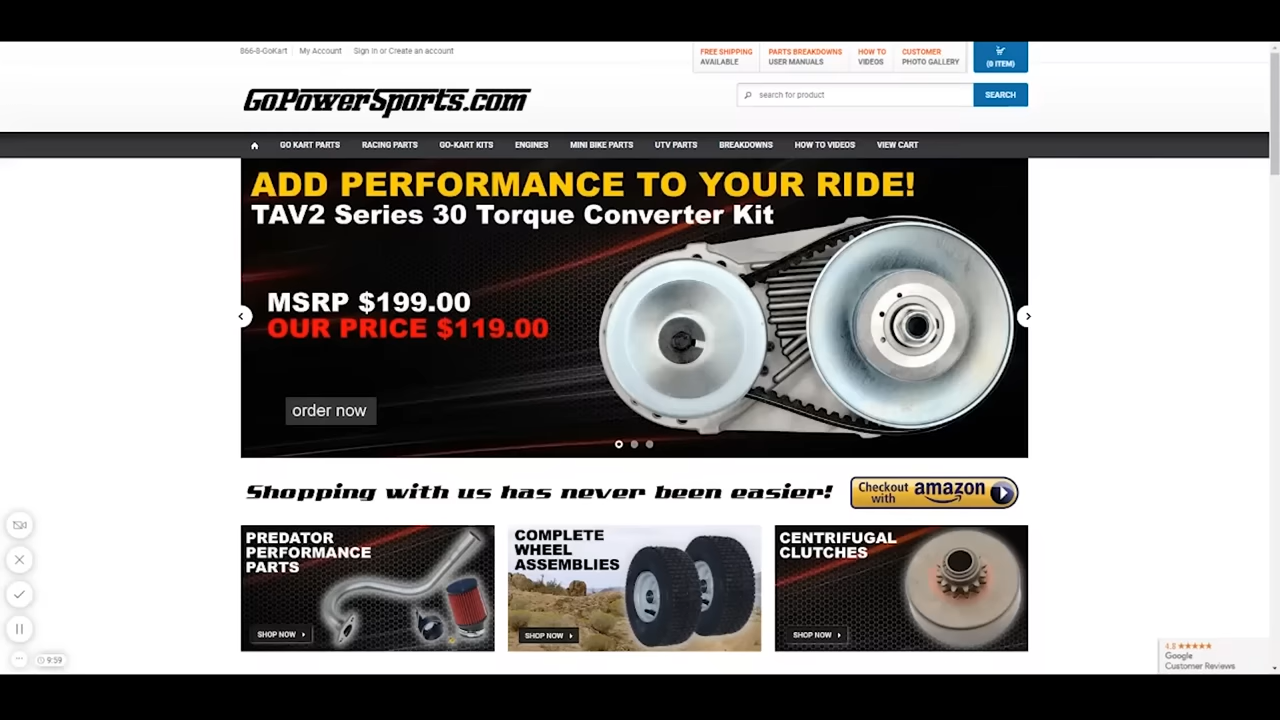 866-8-GoKart
My Account
Sign In or Create an account
FREE SHIPPING
AVAILABLE
PARTS BREAKDOWNS
USER MANUALS
HOW TO
VIDEOS
CUSTOMER
PHOTO GALLERY
(0 ITEM)
GoPowerSports.com
search for product
SEARCH
GO KART PARTS
RACING PARTS
GO-KART KITS
ENGINES
MINI BIKE PARTS
UTV PARTS
BREAKDOWNS
HOW TO VIDEOS
VIEW CART
ADD PERFORMANCE TO YOUR RIDE!
TAV2 Series 30 Torque Converter Kit
MSRP $199.00
OUR PRICE $119.00
order now
Shopping with us has never been easier!
Checkout
with amazon
PREDATOR
PERFORMANCE
PARTS
SHOP NOW
COMPLETE
WHEEL
ASSEMBLIES
SHOP NOW
CENTRIFUGAL
CLUTCHES
SHOP NOW
9:59
4.8
Google
Customer Reviews